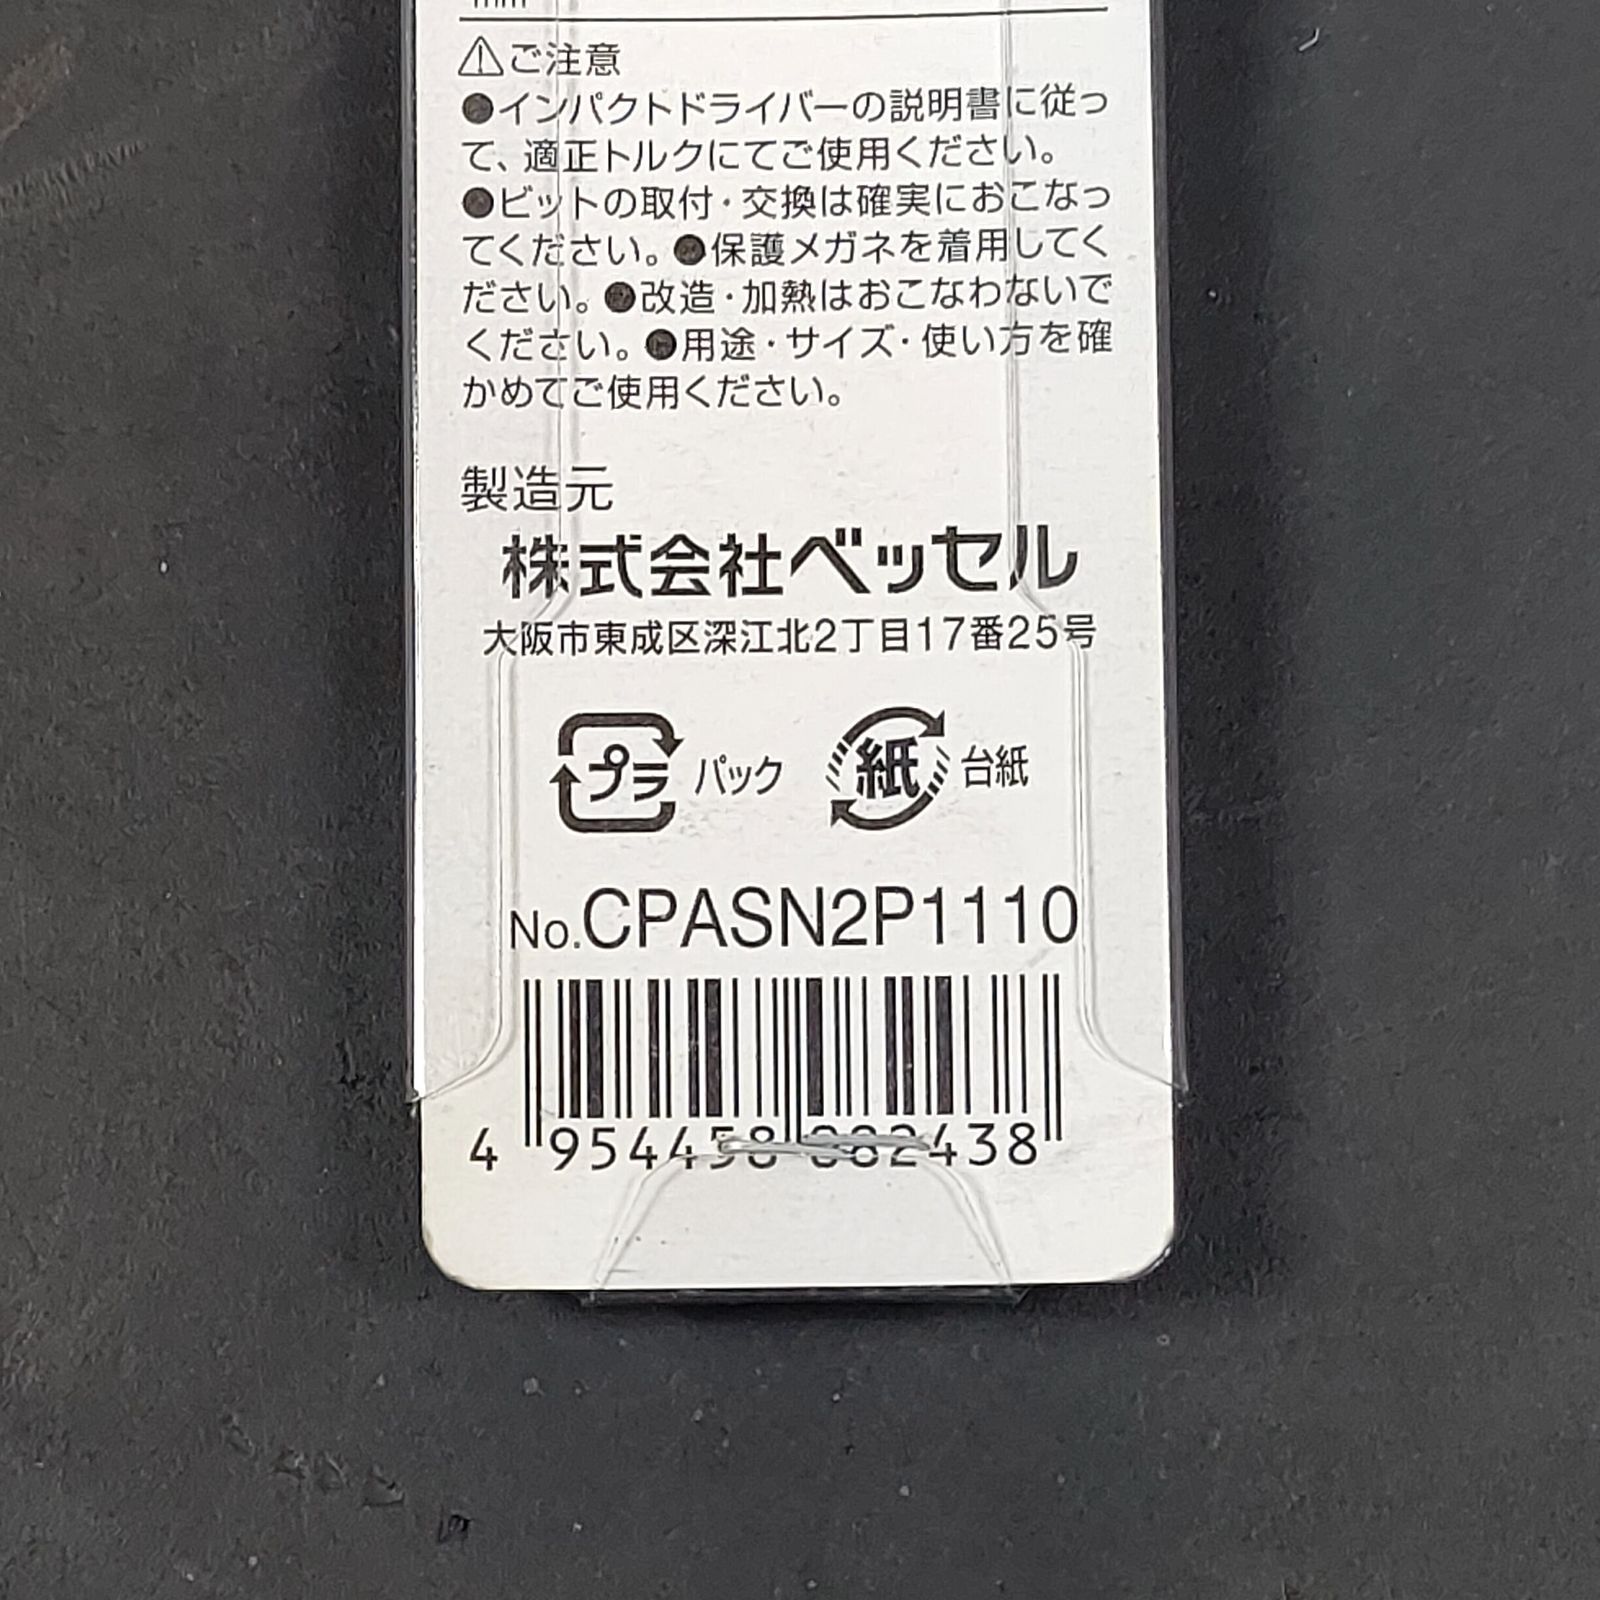 mm
⚠ご注意
●インパクトドライバーの説明書に従っ
て、適正トルクにてご使用ください。
●ビットの取付・交換は確実におこなっ
てください。●保護メガネを着用してく
ださい。●改造・加熱はおこなわないで
ください。●用途・サイズ・使い方を確
かめてご使用ください。
製造元
株式会社ベッセル
大阪市東成区深江北2丁目17番25号
プラ パック 紙 台紙
No.CPASN2P1110
4 954458 882438